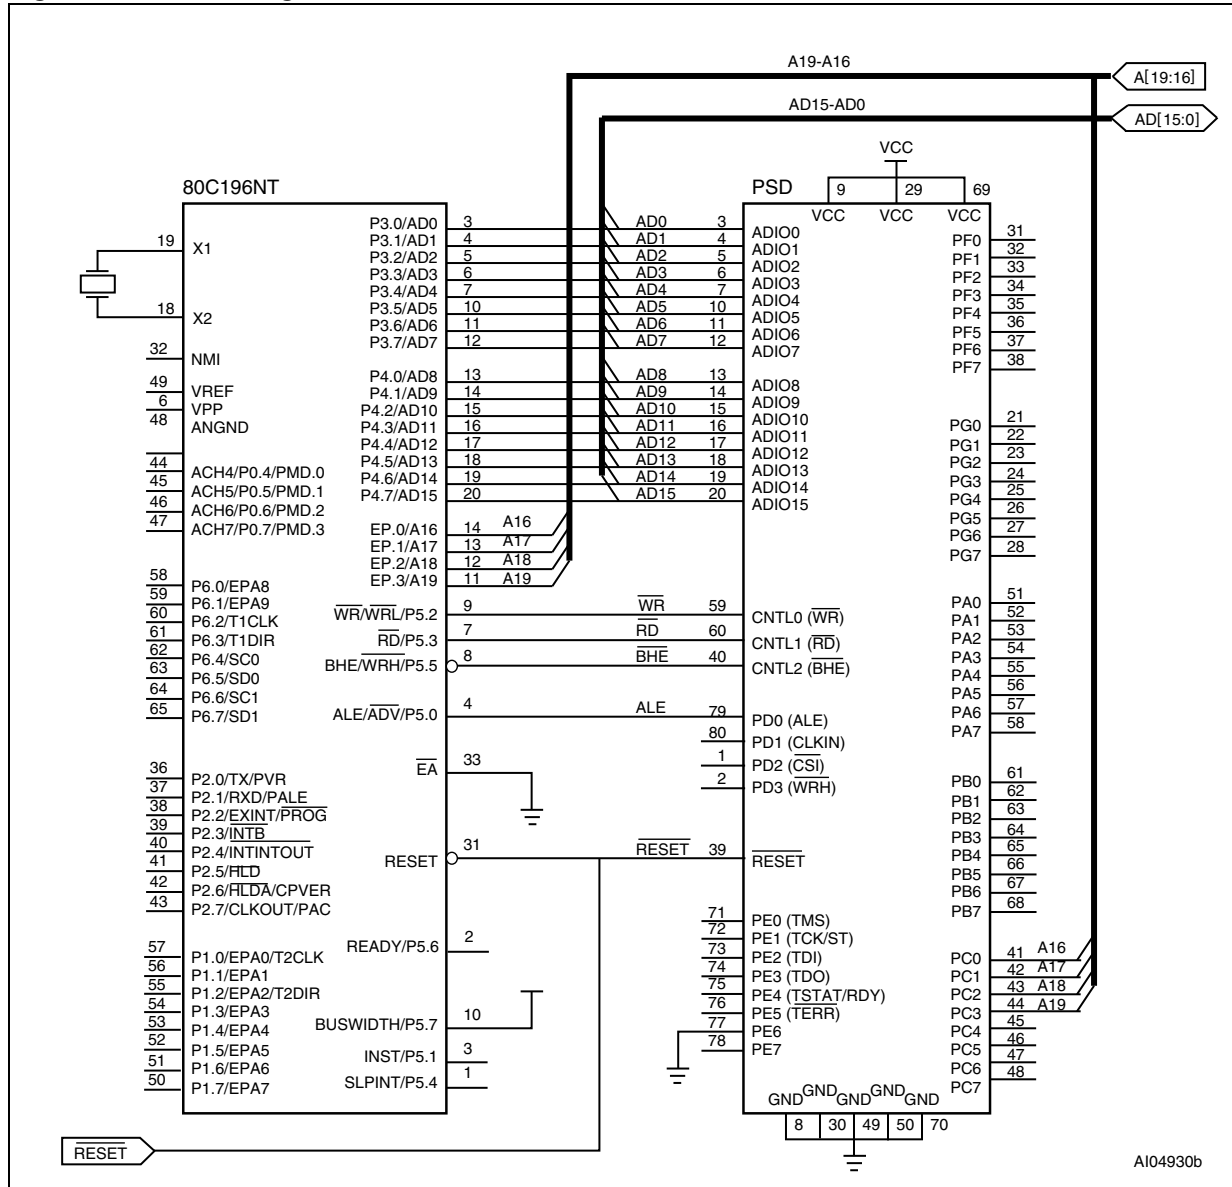 A19-A16
A[19:16]
AD15-AD0
AD[15:0]
VCC
80C196NT
PSD
9 29 69
VCC VCC VCC
19 X1
18 X2
32 NMI
49 VREF
6 VPP
48 ANGND
44 ACH4/P0.4/PMD.0
45 ACH5/P0.5/PMD.1
46 ACH6/P0.6/PMD.2
47 ACH7/P0.7/PMD.3
58 P6.0/EPA8
59 P6.1/EPA9
60 P6.2/T1CLK
61 P6.3/T1DIR
62 P6.4/SC0
63 P6.5/SD0
64 P6.6/SC1
65 P6.7/SD1
36 P2.0/TX/PVR
37 P2.1/RXD/PALE
38 P2.2/EXINT/PROG
39 P2.3/INTB
40 P2.4/INTINTOUT
41 P2.5/HLD
42 P2.6/HLDA/CPVER
43 P2.7/CLKOUT/PAC
57 P1.0/EPA0/T2CLK
56 P1.1/EPA1
55 P1.2/EPA2/T2DIR
54 P1.3/EPA3
53 P1.4/EPA4
52 P1.5/EPA5
51 P1.6/EPA6
50 P1.7/EPA7
P3.0/AD0 3 AD0 3 ADIO0
P3.1/AD1 4 AD1 4 ADIO1
P3.2/AD2 5 AD2 5 ADIO2
P3.3/AD3 6 AD3 6 ADIO3
P3.4/AD4 7 AD4 7 ADIO4
P3.5/AD5 10 AD5 10 ADIO5
P3.6/AD6 11 AD6 11 ADIO6
P3.7/AD7 12 AD7 12 ADIO7
P4.0/AD8 13 AD8 13 ADIO8
P4.1/AD9 14 AD9 14 ADIO9
P4.2/AD10 15 AD10 15 ADIO10
P4.3/AD11 16 AD11 16 ADIO11
P4.4/AD12 17 AD12 17 ADIO12
P4.5/AD13 18 AD13 18 ADIO13
P4.6/AD14 19 AD14 19 ADIO14
P4.7/AD15 20 AD15 20 ADIO15
EP.0/A16 14 A16
EP.1/A17 13 A17
EP.2/A18 12 A18
EP.3/A19 11 A19
WR/WRL/P5.2 9 WR 59 CNTL0 (WR)
RD/P5.3 7 RD 60 CNTL1 (RD)
BHE/WRH/P5.5 8 BHE 40 CNTL2 (BHE)
ALE/ADV/P5.0 4 ALE 79 PD0 (ALE)
80 PD1 (CLKIN)
1 PD2 (CSI)
2 PD3 (WRH)
EA 33
RESET 31 RESET 39 RESET
READY/P5.6 2
BUSWIDTH/P5.7 10
INST/P5.1 3
SLPINT/P5.4 1
71 PE0 (TMS)
72 PE1 (TCK/ST)
73 PE2 (TDI)
74 PE3 (TDO)
75 PE4 (TSTAT/RDY)
76 PE5 (TERR)
77 PE6
78 PE7
PF0 31
PF1 32
PF2 33
PF3 34
PF4 35
PF5 36
PF6 37
PF7 38
PG0 21
PG1 22
PG2 23
PG3 24
PG4 25
PG5 26
PG6 27
PG7 28
PA0 51
PA1 52
PA2 53
PA3 54
PA4 55
PA5 56
PA6 57
PA7 58
PB0 61
PB1 62
PB2 63
PB3 64
PB4 65
PB5 66
PB6 67
PB7 68
PC0 41 A16
PC1 42 A17
PC2 43 A18
PC3 44 A19
PC4 45
PC5 46
PC6 47
PC7 48
GND GND GND GND GND
8 30 49 50 70
RESET
AI04930b